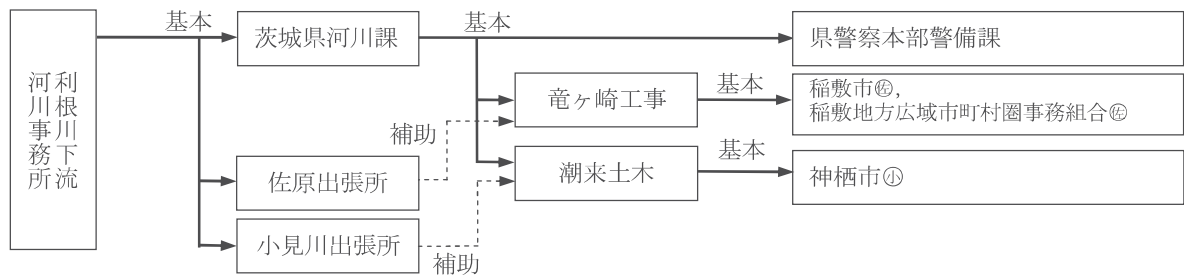 利根川下流
河川事務所
基本
茨城県河川課
基本
県警察本部警備課
竜ヶ崎工事
基本
稲敷市㊛,
稲敷地方広域市町村圏事務組合
補助
佐原出張所
潮来土木
基本
神栖市㊙
小見川出張所
補助